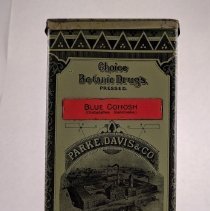 Choice
Botanic Drugs
PRESSED.
BLUE COHOSH
PARKE, DAVIS & CO.